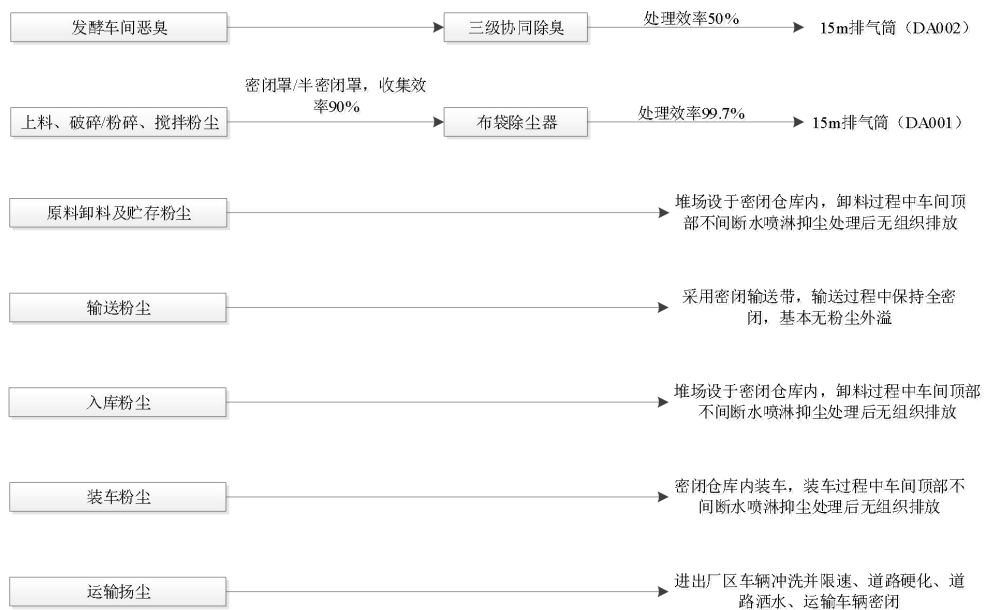 发酵车间恶臭
三级协同除臭
处理效率50%
15m排气筒（DA002）
密闭罩/半密闭罩，收集效
率90%
上料、破碎/粉碎、搅拌粉尘
布袋除尘器
处理效率99.7%
15m排气筒（DA001）
原料卸料及贮存粉尘
堆场设于密闭仓库内，卸料过程中车间顶
部不间断水喷淋抑尘处理后无组织排放
输送粉尘
采用密闭输送带，输送过程中保持全密
闭，基本无粉尘外溢
入库粉尘
堆场设于密闭仓库内，卸料过程中车间顶部
不间断水喷淋抑尘处理后无组织排放
装车粉尘
密闭仓库内装车，装车过程中车间顶部不
间断水喷淋抑尘处理后无组织排放
运输扬尘
进出厂区车辆冲洗并限速、道路硬化、道
路洒水、运输车辆密闭